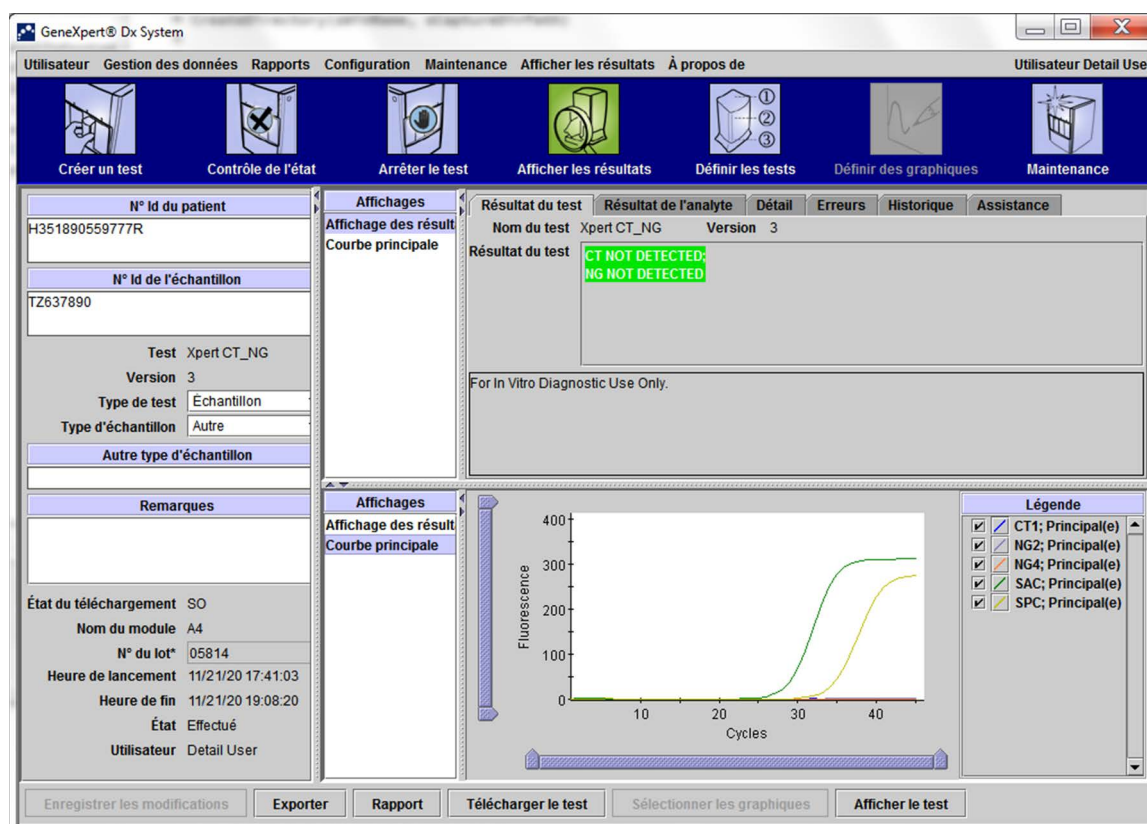 GeneXpert® Dx System
Utilisateur Gestion des données Rapports Configuration Maintenance Afficher les résultats À propos de Utilisateur Detail Use
Créer un test Contrôle de l'état Arrêter le test Afficher les résultats Définir les tests Définir des graphiques Maintenance
N° Id du patient
H351890559777R
N° Id de l'échantillon
TZ637890
Test Xpert CT_NG
Version 3
Type de test Échantillon
Type d'échantillon Autre
Autre type d'échantillon
Remarques
État du téléchargement SO
Nom du module A4
N° du lot* 05814
Heure de lancement 11/21/20 17:41:03
Heure de fin 11/21/20 19:08:20
État Effectué
Utilisateur Detail User
Affichages
Affichage des résult
Courbe principale
Résultat du test Résultat de l'analyte Détail Erreurs Historique Assistance
Nom du test Xpert CT_NG Version 3
Résultat du test CT NOT DETECTED;
NG NOT DETECTED
For In Vitro Diagnostic Use Only.
Affichages
Affichage des résult
Courbe principale
Fluorescence
400
300
200
100
0
10 20 30 40
Cycles
Légende
CT1; Principal(e)
NG2; Principal(e)
NG4; Principal(e)
SAC; Principal(e)
SPC; Principal(e)
Enregistrer les modifications Exporter Rapport Télécharger le test Sélectionner les graphiques Afficher le test